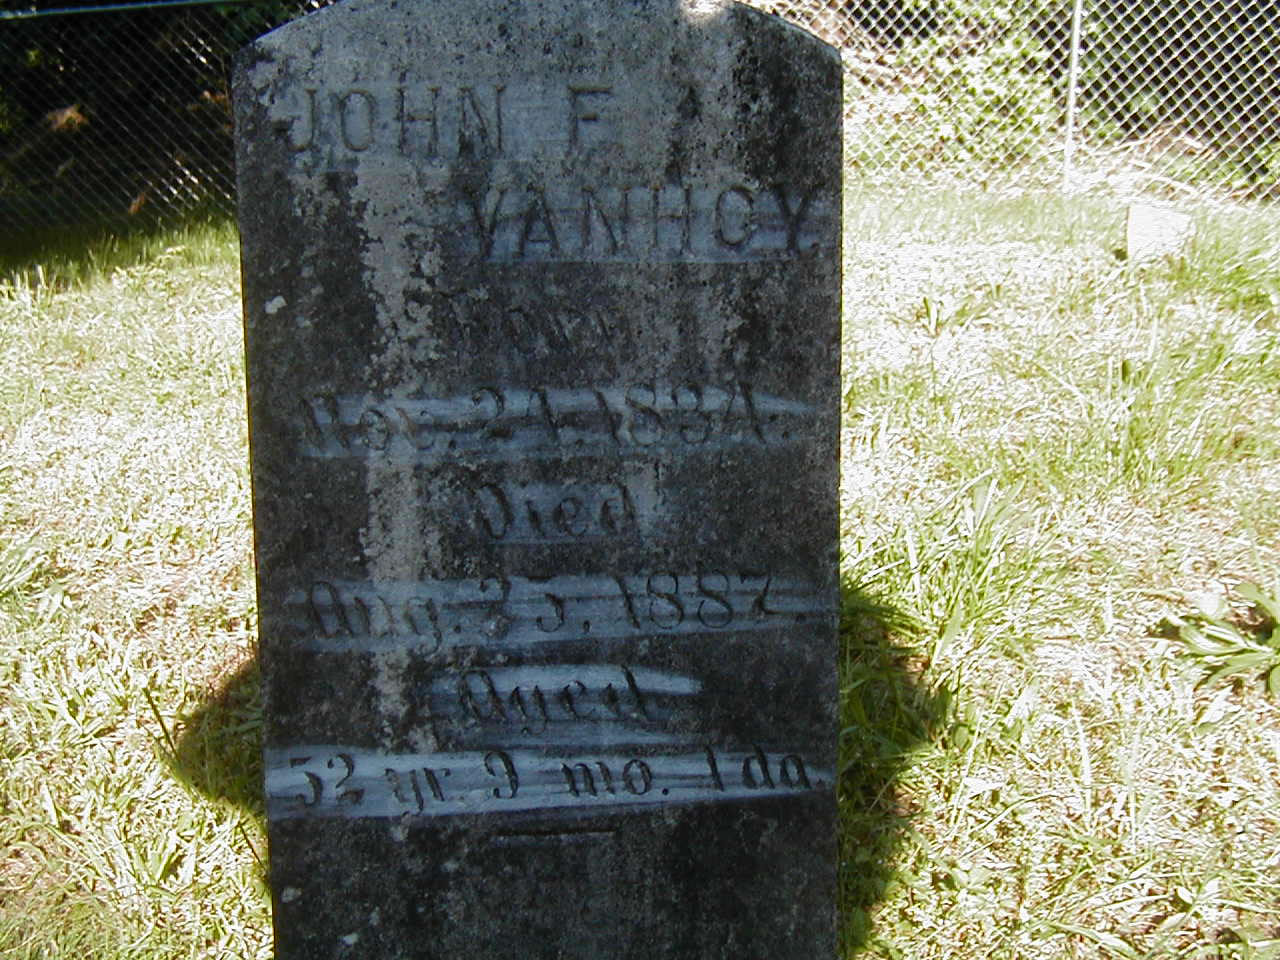 JOHN F.
VANHOY
Born
Nov. 24. 1834.
Died
Aug. 25, 1887.
Aged
52 yr. 9 mo. 1 da.